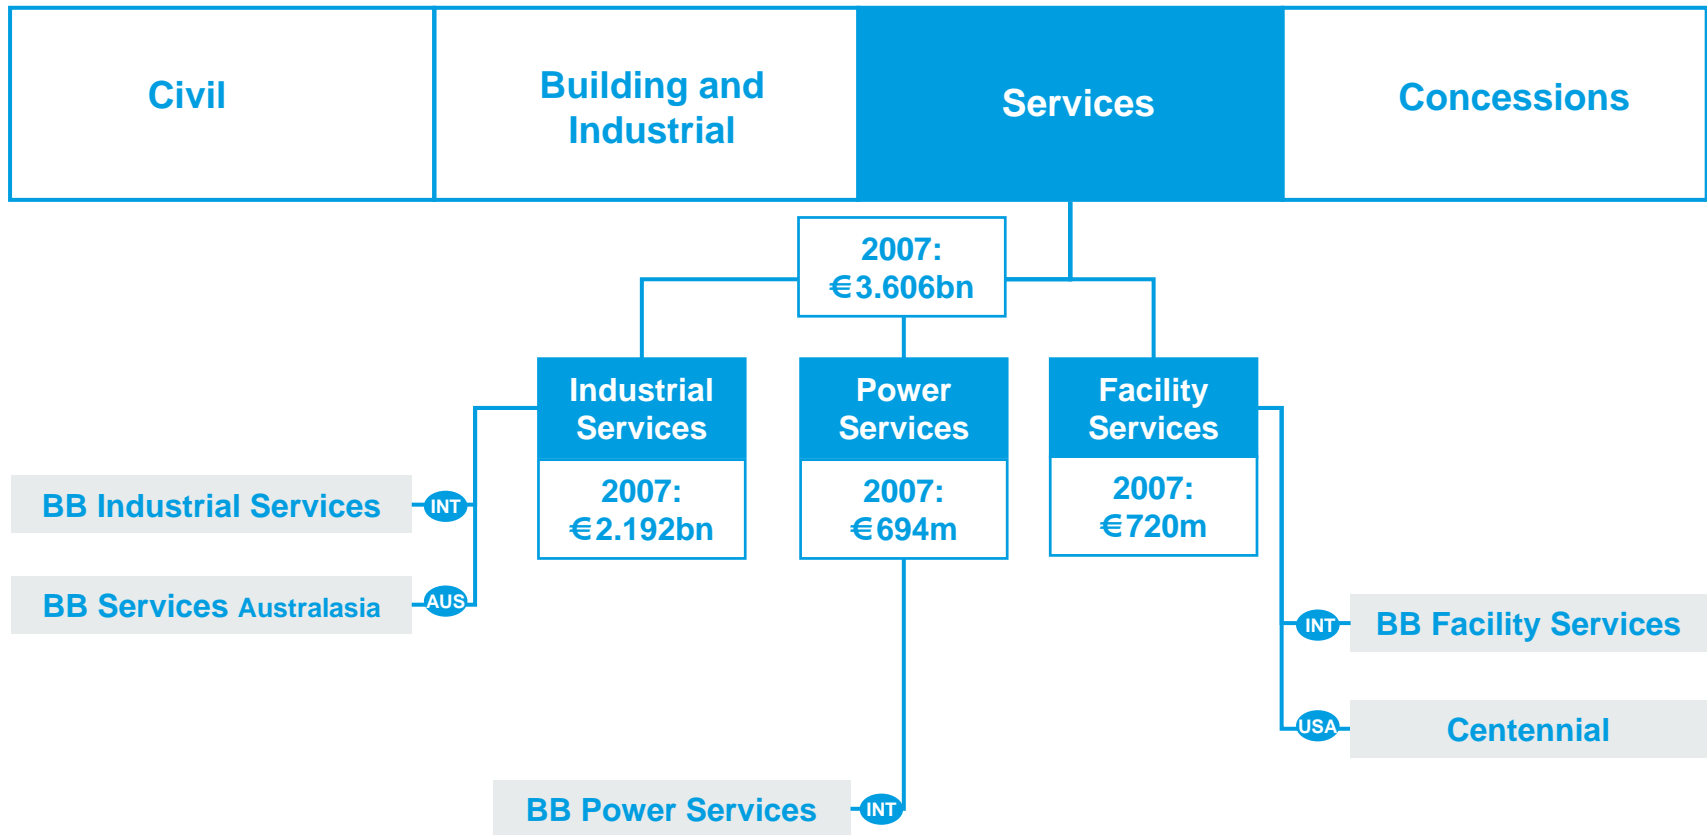 Civil
Building and
Industrial
Services
Concessions
2007:
€3.606bn
Industrial
Services
2007:
€2.192bn
Power
Services
2007:
€694m
Facility
Services
2007:
€720m
BB Industrial Services
INT
BB Services Australasia
AUS
INT
BB Facility Services
USA
Centennial
BB Power Services
INT